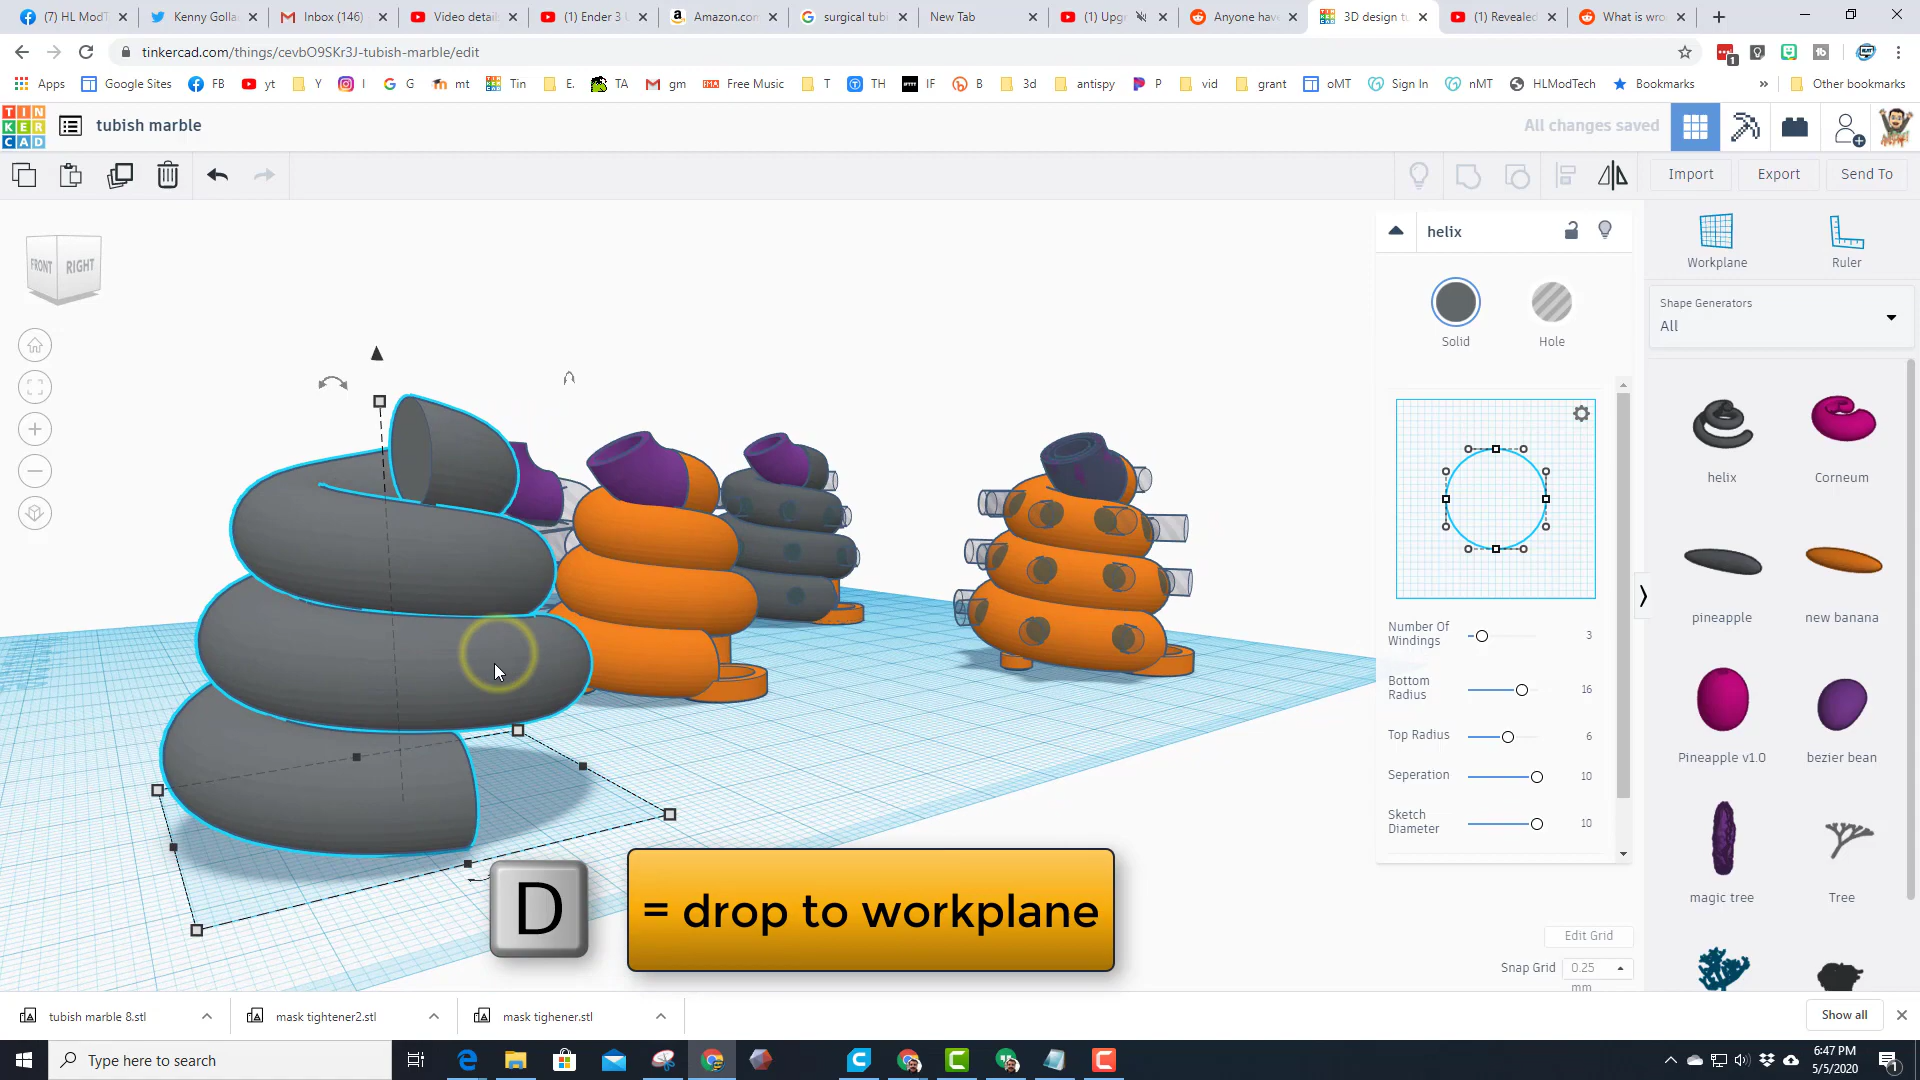 (7) HL ModT
Kenny Golla
Inbox (146)
Video detai
(1) Ender 3
Amazon.com
surgical tub
New Tab
(1) Upg
Anyone hav
3D design t
(1) Reveale
What is wro
tinkercad.com/things/cevbO9SKr3J-tubish-marble/edit
Apps
Google Sites
FB
yt
Y
I
G
mt
Tin
E.
TA
gm
Free Music
T
TH
IF
B
3d
antispy
P
vid
grant
oMT
Sign In
nMT
HLModTech
Bookmarks
»
Other bookmarks
TIN
KER
CAD
tubish marble
All changes saved
Import
Export
Send To
FRONT
RIGHT
helix
Solid
Hole
Number Of
Windings
3
Bottom
Radius
16
Top Radius
6
Seperation
10
Sketch
Diameter
10
Edit Grid
Snap Grid
0.25
mm
Workplane
Ruler
Shape Generators
All
helix
Corneum
pineapple
new banana
Pineapple v1.0
bezier bean
magic tree
Tree
D
= drop to workplane
tubish marble 8.stl
mask tightener2.stl
mask tighener.stl
Show all
Type here to search
6:47 PM
5/5/2020